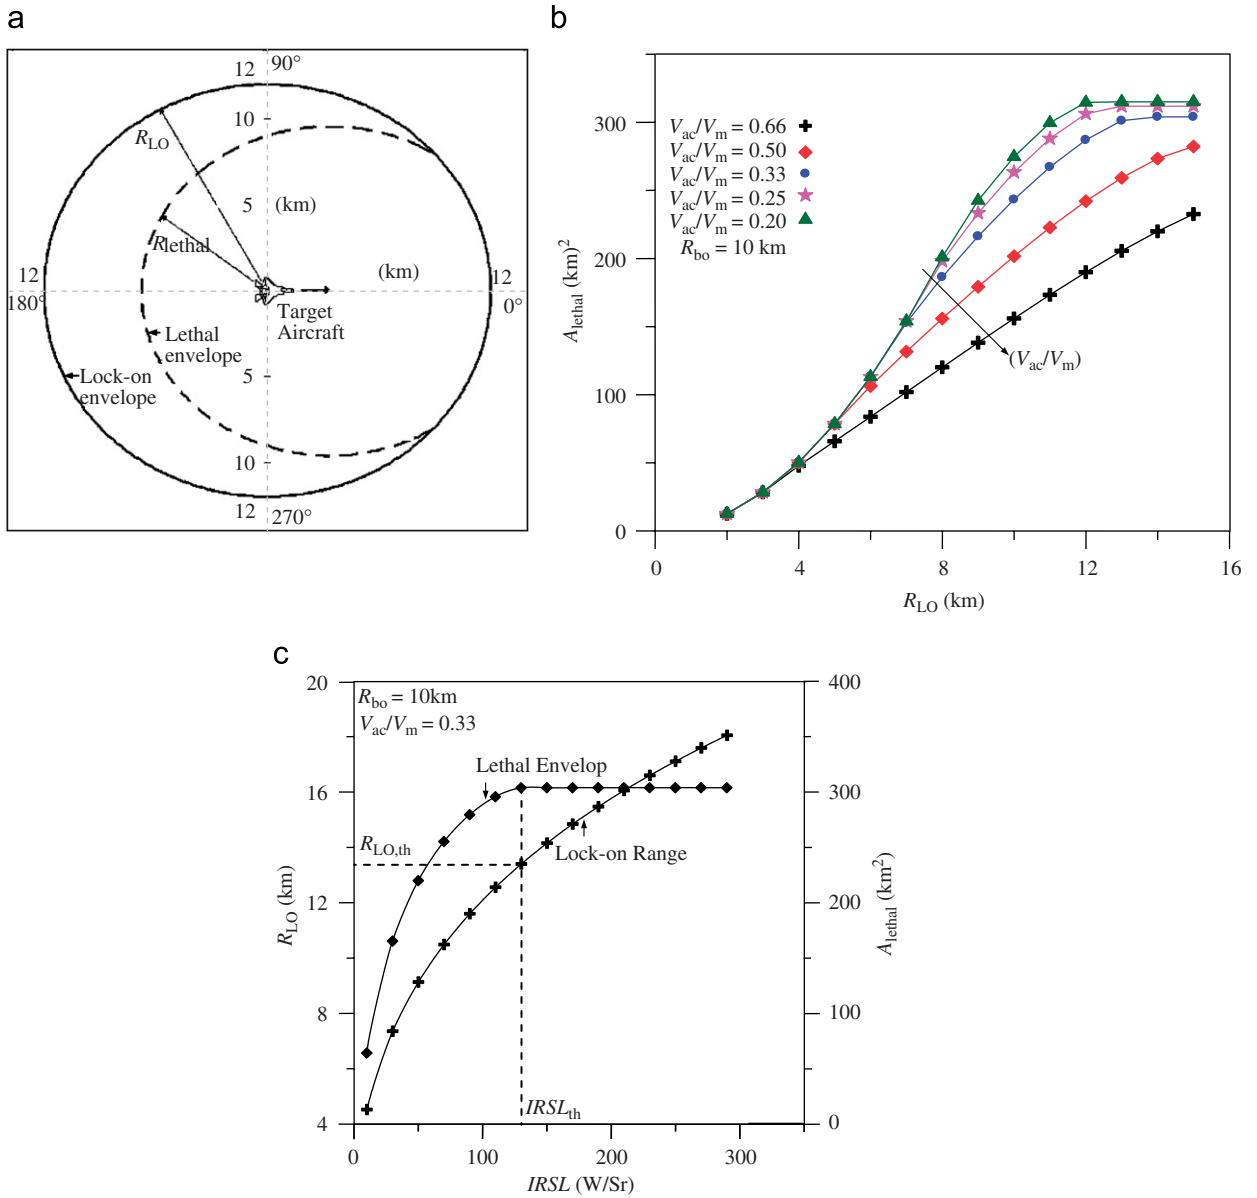 a
12
90°
10
R_LO
5
(km)
R_lethal
(km)
12
180°
12
0°
Target
Aircraft
Lethal
envelope
Lock-on
envelope
5
10
12
270°
b
300
200
100
0
A_lethal (km)²
V_ac/V_m = 0.66
V_ac/V_m = 0.50
V_ac/V_m = 0.33
V_ac/V_m = 0.25
V_ac/V_m = 0.20
R_bo = 10 km
(V_ac/V_m)
0 4 8 12 16
R_LO (km)
c
20
16
12
8
4
R_LO (km)
R_bo = 10km
V_ac/V_m = 0.33
Lethal Envelop
R_LO,th
Lock-on Range
IRSL_th
400
300
200
100
0
A_lethal (km²)
0 100 200 300
IRSL (W/Sr)